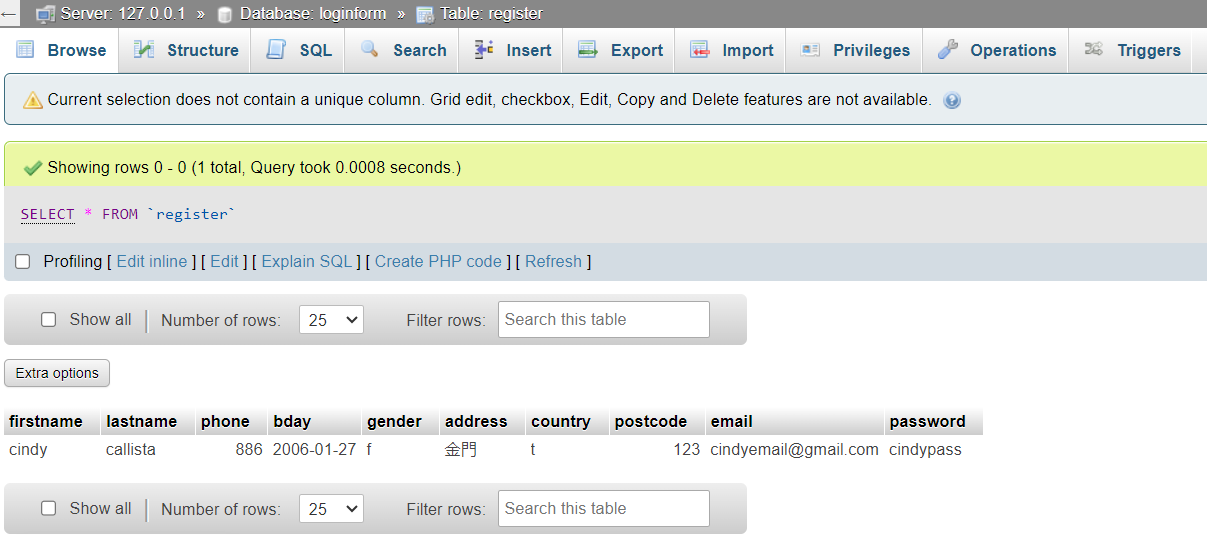 ← Server: 127.0.0.1 » Database: loginform » Table: register
Browse Structure SQL Search Insert Export Import Privileges Operations Triggers
Current selection does not contain a unique column. Grid edit, checkbox, Edit, Copy and Delete features are not available.
Showing rows 0 - 0 (1 total, Query took 0.0008 seconds.)
SELECT * FROM `register`
Profiling [ Edit inline ] [ Edit ] [ Explain SQL ] [ Create PHP code ] [ Refresh ]
Show all Number of rows: 25 Filter rows: Search this table
Extra options
firstname lastname phone bday gender address country postcode email password
cindy callista 886 2006-01-27 f 金門 t 123 cindyemail@gmail.com cindypass
Show all Number of rows: 25 Filter rows: Search this table